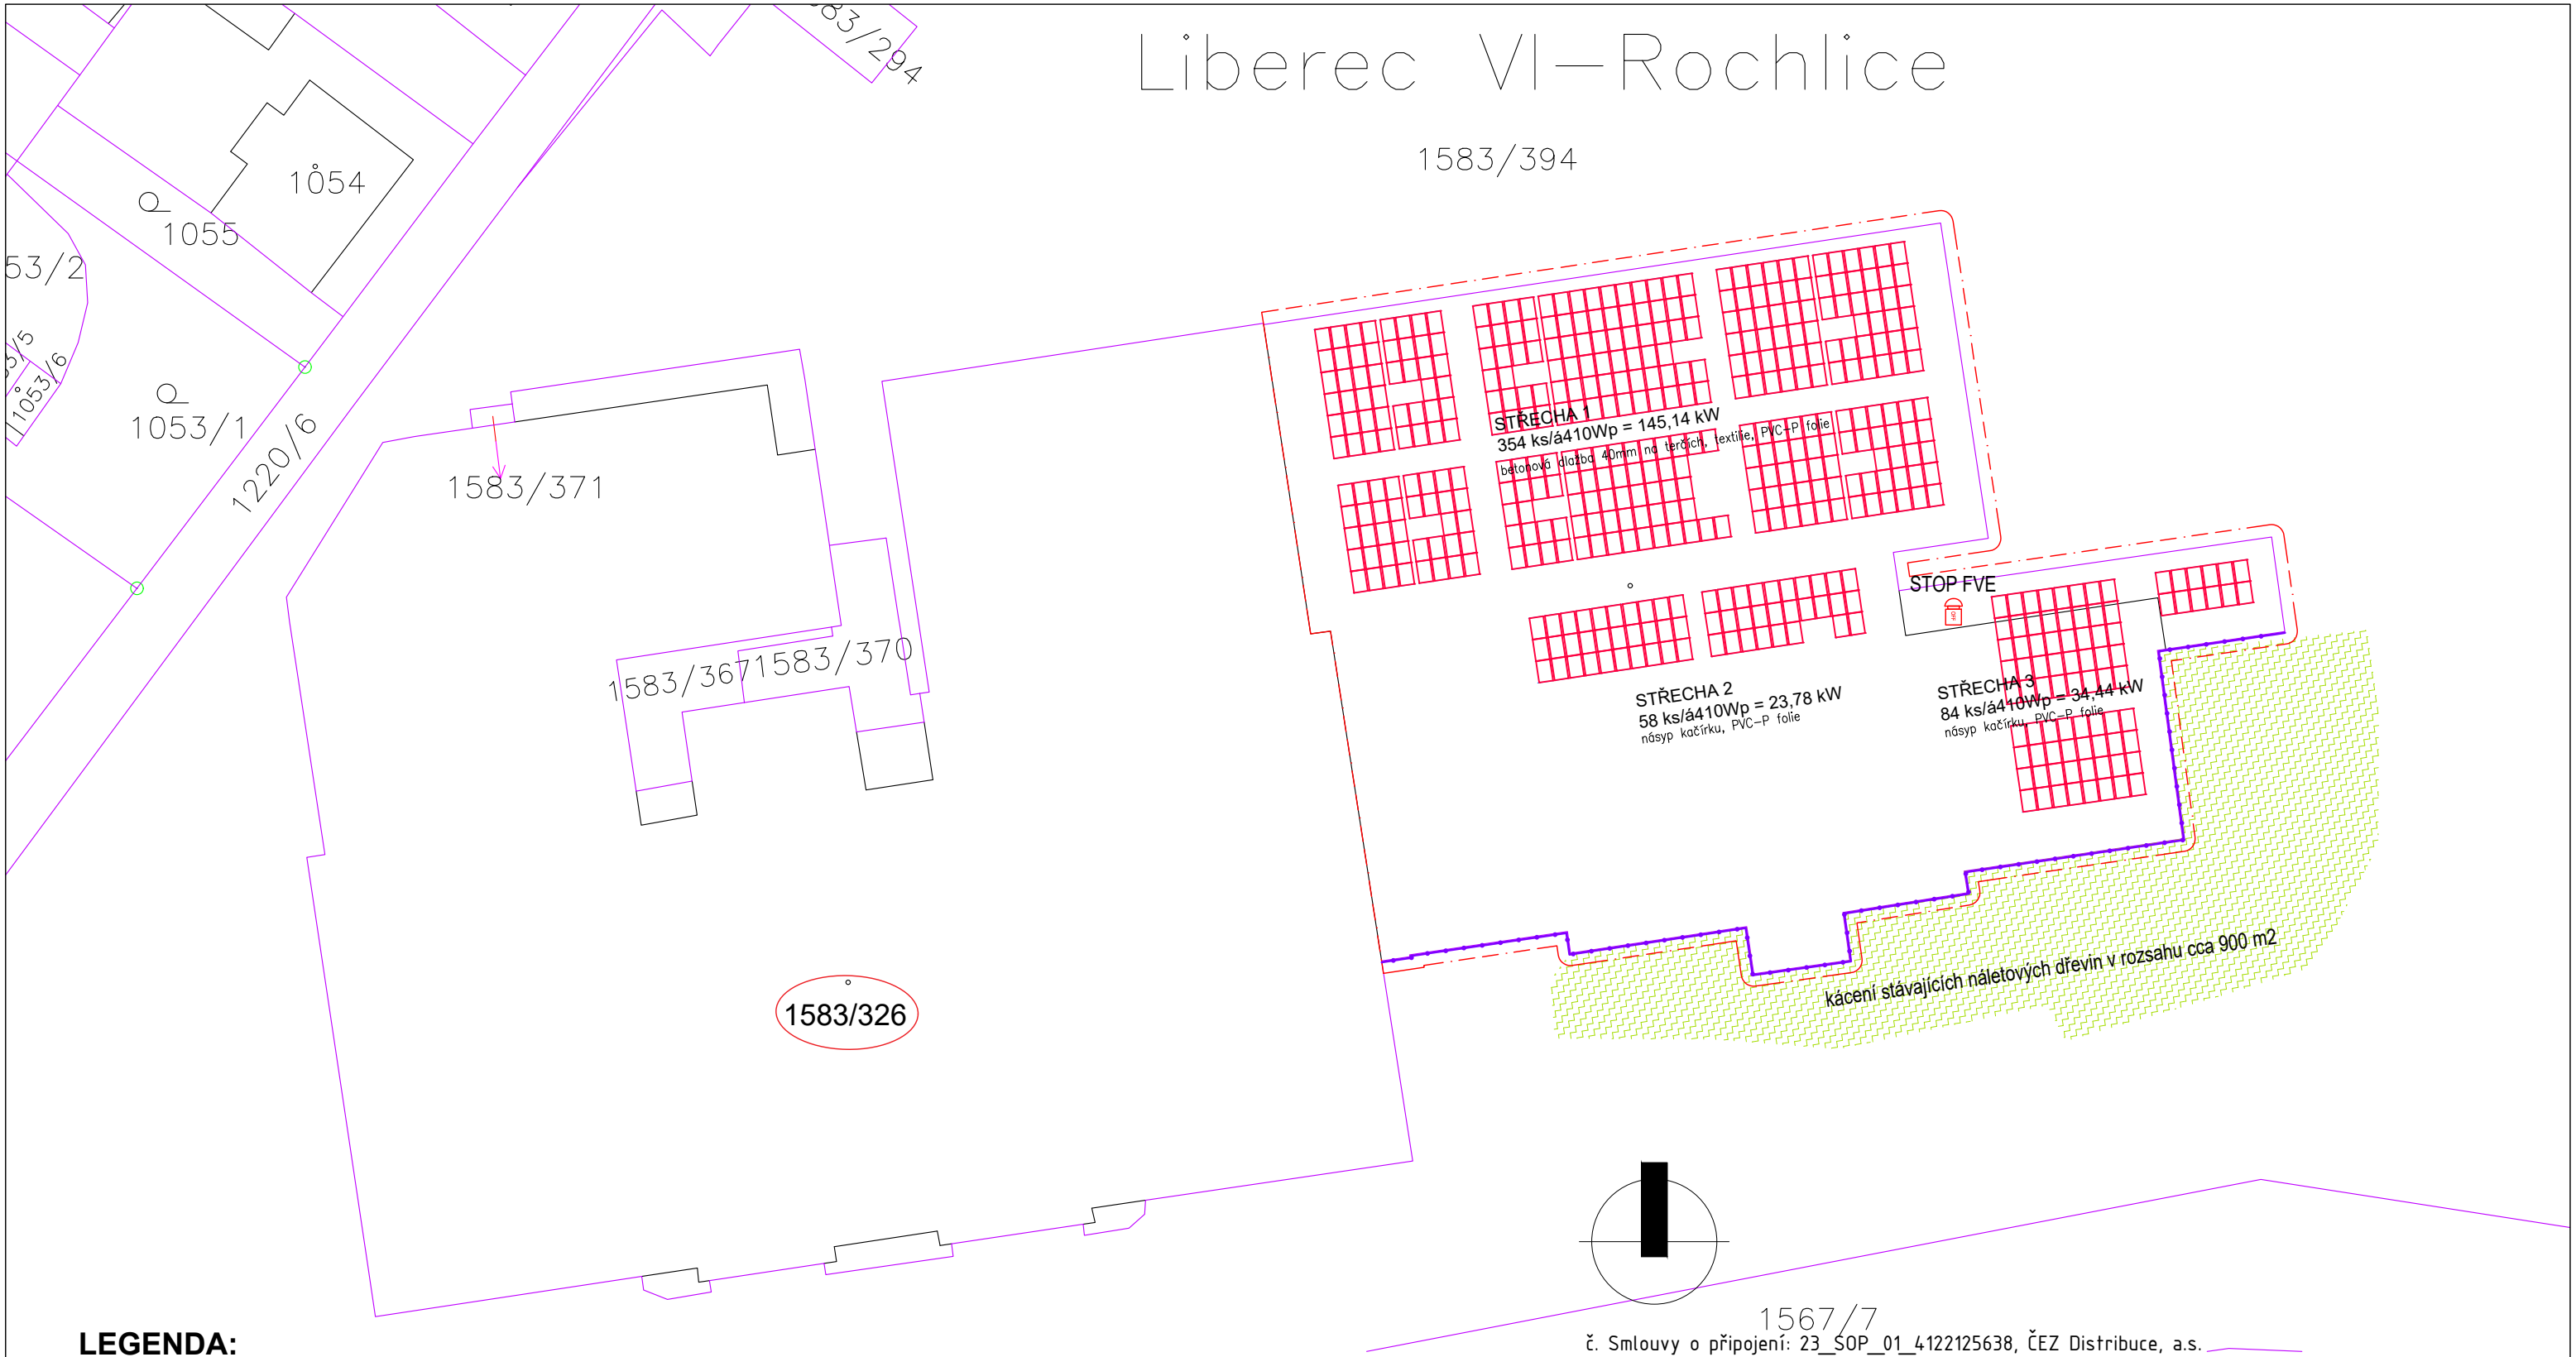 Liberec VI–Rochlice
1583/394
83/294
1054
1055
53/2
1053/6
1053/1
1220/6
1583/371
1583/367
1583/370
1583/326
STŘECHA 1
354 ks/á410Wp = 145,14 kW
betonová dlažba 40mm na terčích, textilie, PVC-P folie
STOP FVE
OFF
STŘECHA 2
58 ks/á410Wp = 23,78 kW
násyp kačírku, PVC-P folie
STŘECHA 3
84 ks/á410Wp = 34,44 kW
násyp kačírku, PVC-P folie
kácení stávajících náletových dřevin v rozsahu cca 900 m2
1567/7
LEGENDA:
č. Smlouvy o připojení: 23_SOP_01_4122125638, ČEZ Distribuce, a.s.